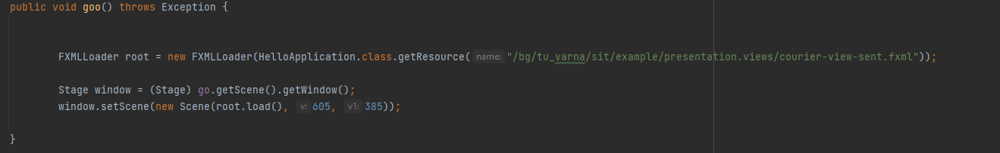 public void goo() throws Exception {
FXMLLoader root = new FXMLLoader(HelloApplication.class.getResource( name: "/bg/tu_varna/sit/example/presentation.views/courier-view-sent.fxml"));
Stage window = (Stage) go.getScene().getWindow();
window.setScene(new Scene(root.load(), v: 605, v1: 385));
}